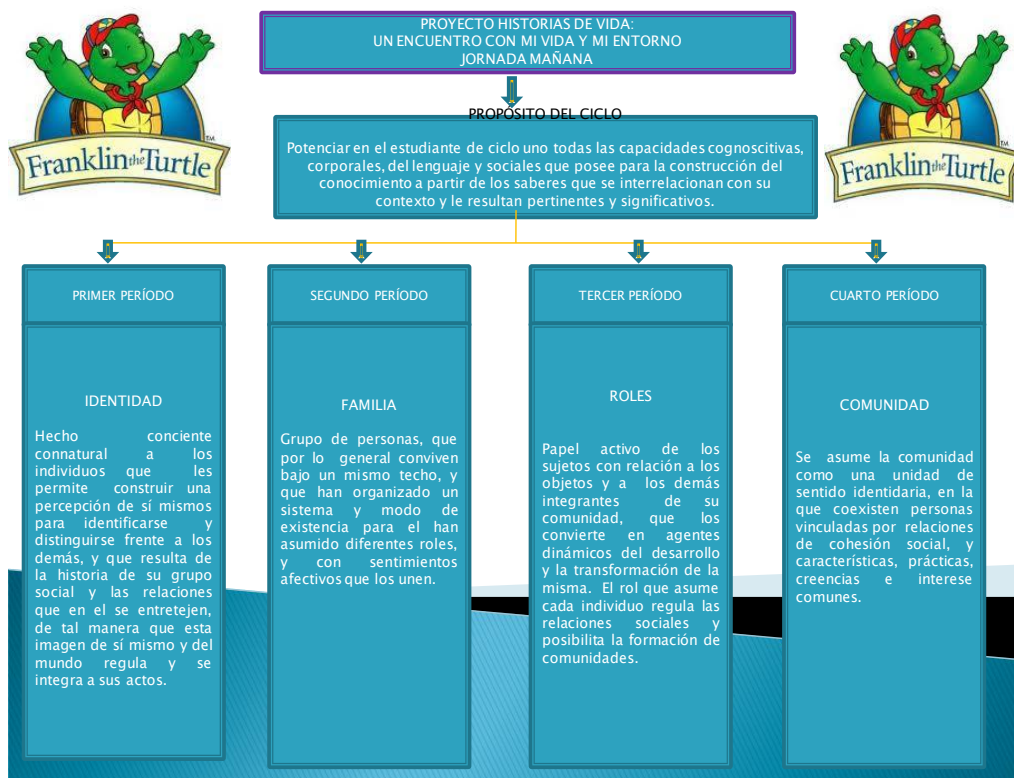 PROYECTO HISTORIAS DE VIDA:
UN ENCUENTRO CON MI VIDA Y MI ENTORNO
JORNADA MAÑANA
Franklin the Turtle
TM
Franklin the Turtle
TM
PROPÓSITO DEL CICLO
Potenciar en el estudiante de ciclo uno todas las capacidades cognoscitivas,
corporales, del lenguaje y sociales que posee para la construcción del
conocimiento a partir de los saberes que se interrelacionan con su
contexto y le resultan pertinentes y significativos.
PRIMER PERÍODO
IDENTIDAD
Hecho conciente
connatural a los
individuos que les
permite construir una
percepción de sí mismos
para identificarse y
distinguirse frente a los
demás, y que resulta de
la historia de su grupo
social y las relaciones
que en el se entretejen,
de tal manera que esta
imagen de sí mismo y del
mundo regula y se
integra a sus actos.
SEGUNDO PERÍODO
FAMILIA
Grupo de personas, que
por lo general conviven
bajo un mismo techo, y
que han organizado un
sistema y modo de
existencia para el han
asumido diferentes roles,
y con sentimientos
afectivos que los unen.
TERCER PERÍODO
ROLES
Papel activo de los
sujetos con relación a los
objetos y a los demás
integrantes de su
comunidad, que los
convierte en agentes
dinámicos del desarrollo
y la transformación de la
misma. El rol que asume
cada individuo regula las
relaciones sociales y
posibilita la formación de
comunidades.
CUARTO PERÍODO
COMUNIDAD
Se asume la comunidad
como una unidad de
sentido identidaria, en la
que coexisten personas
vinculadas por relaciones
de cohesión social, y
características, prácticas,
creencias e interese
comunes.